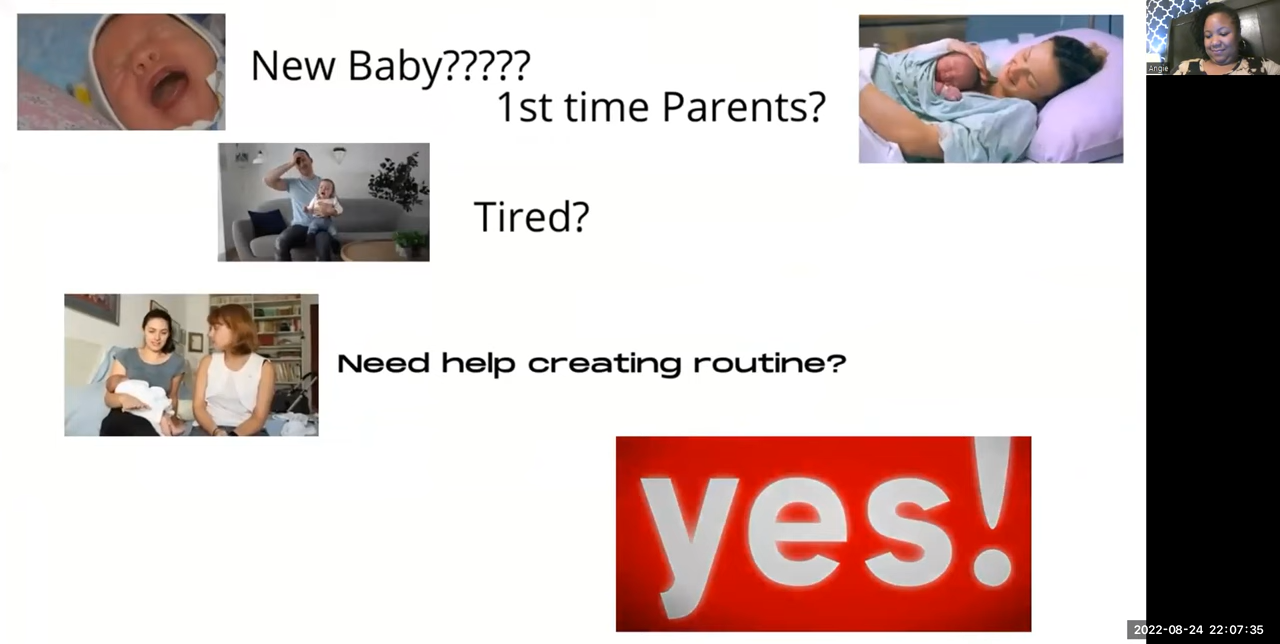 New Baby?????
1st time Parents?
Tired?
Need help creating routine?
yes!
Angie
2022-08-24 22:07:35